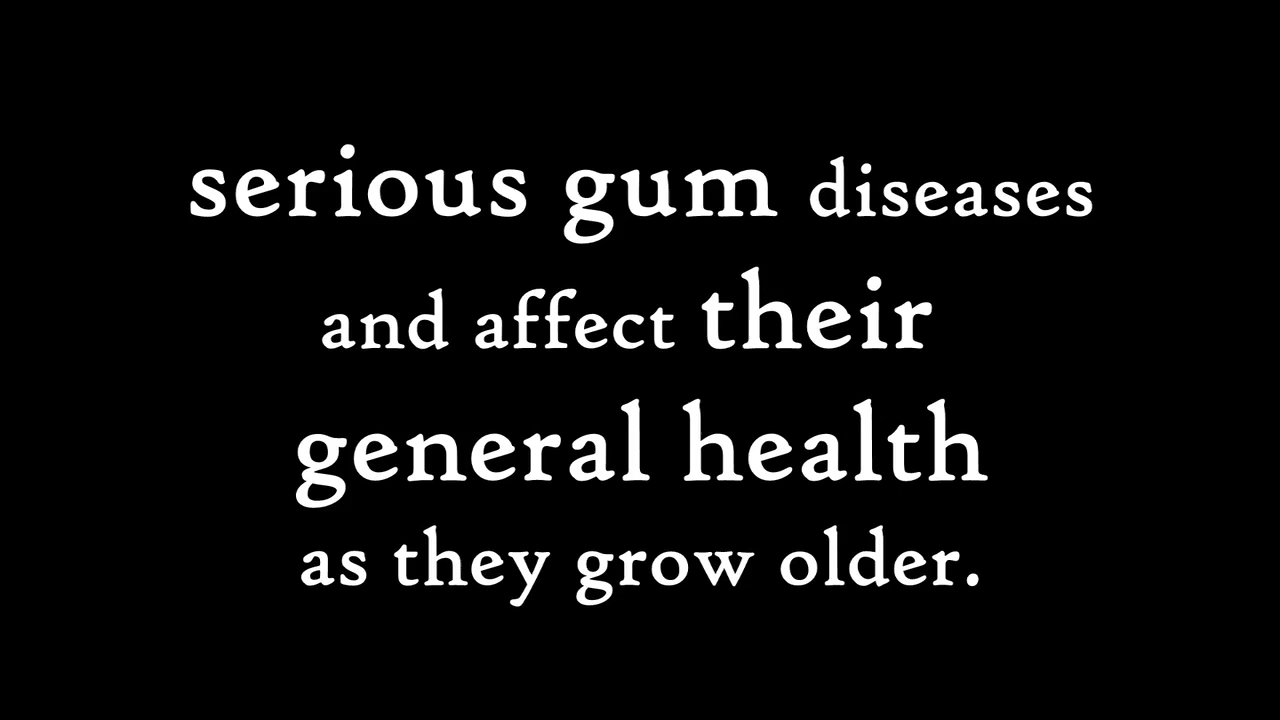 serious gum diseases
and affect their
general health
as they grow older.